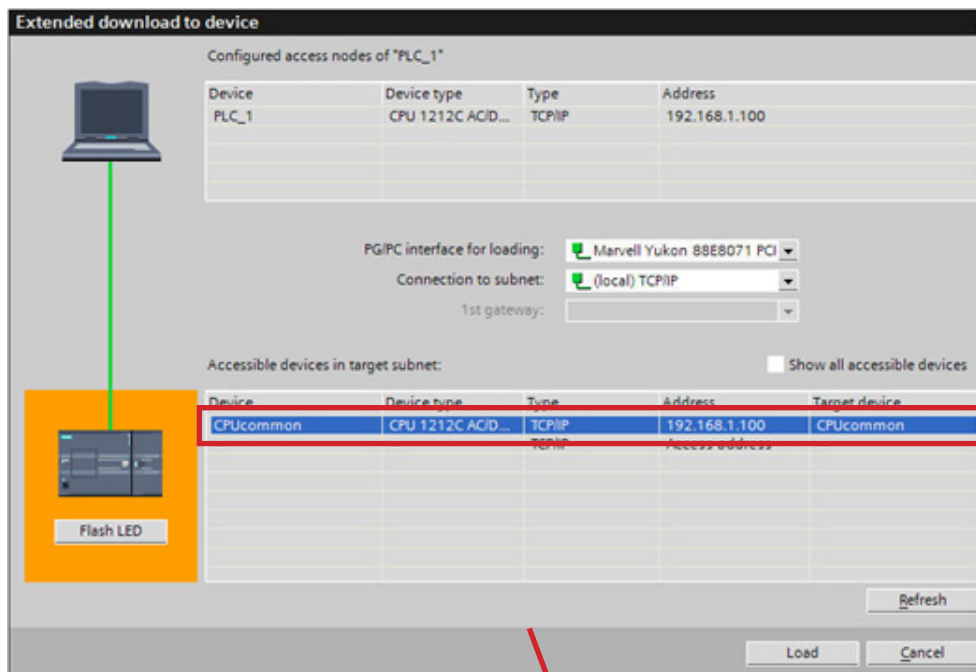 Extended download to device
Configured access nodes of "PLC_1"
Device Device type Type Address
PLC_1 CPU 1212C AC/D... TCP/IP 192.168.1.100
PG/PC interface for loading: Marvell Yukon 88E8071 PCI
Connection to subnet: (local) TCP/IP
1st gateway:
Accessible devices in target subnet: Show all accessible devices
Device Device type Type Address Target device
CPUcommon CPU 1212C AC/D... TCP/IP 192.168.1.100 CPUcommon
TCP/IP Access address
Flash LED
Refresh
Load Cancel